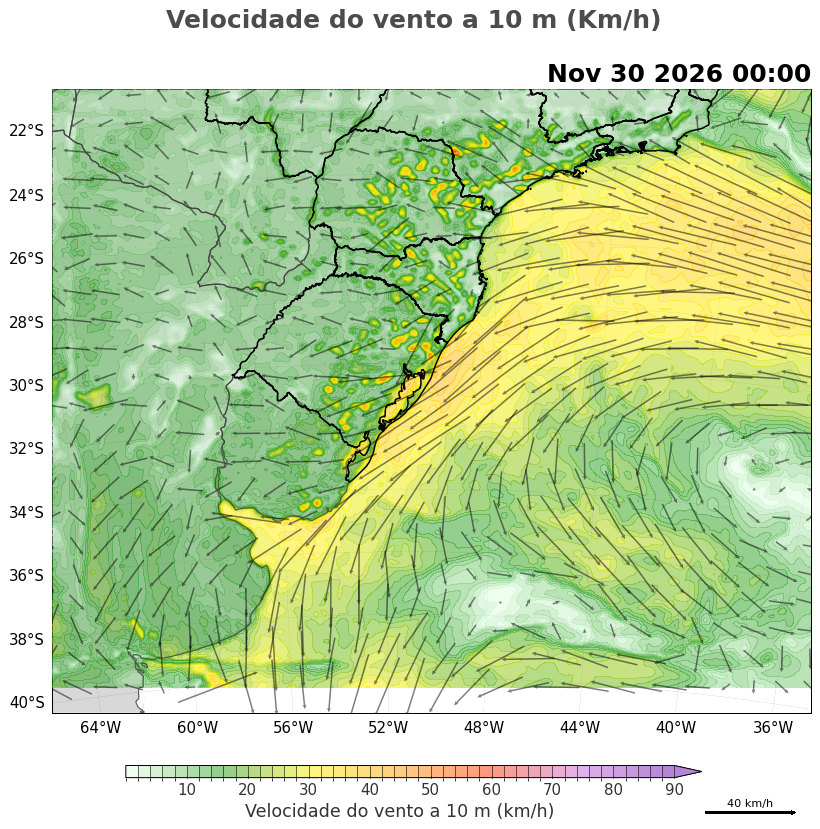 Velocidade do vento a 10 m (Km/h)
Nov 30 2026 00:00
22°S
24°S
26°S
28°S
30°S
32°S
34°S
36°S
38°S
40°S
64°W 60°W 56°W 52°W 48°W 44°W 40°W 36°W
10 20 30 40 50 60 70 80 90
Velocidade do vento a 10 m (km/h)
40 km/h